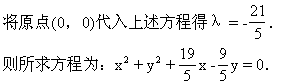 将原点(0，0)代入上述方程得λ=-21/5.
则所求方程为：x²+y²+19/5x-9/5y=0.